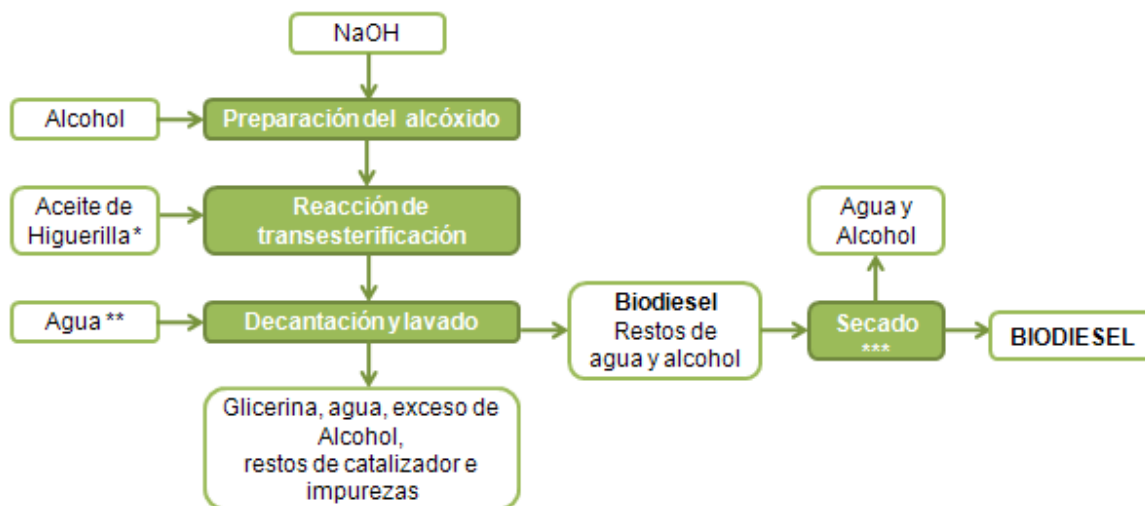 NaOH
Alcohol
Preparación del alcóxido
Aceite de
Higuerilla*
Reacción de
transesterificación
Agua y
Alcohol
Agua **
Decantación y lavado
Biodiesel
Restos de
agua y alcohol
Secado
***
BIODIESEL
Glicerina, agua, exceso de
Alcohol,
restos de catalizador e
impurezas